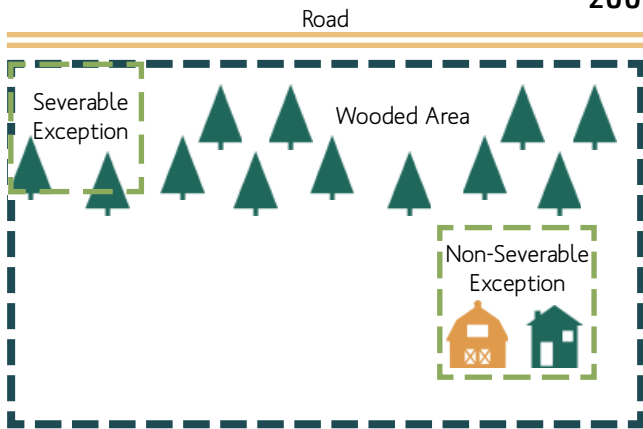 Road
Severable
Exception
Wooded Area
Non-Severable
Exception